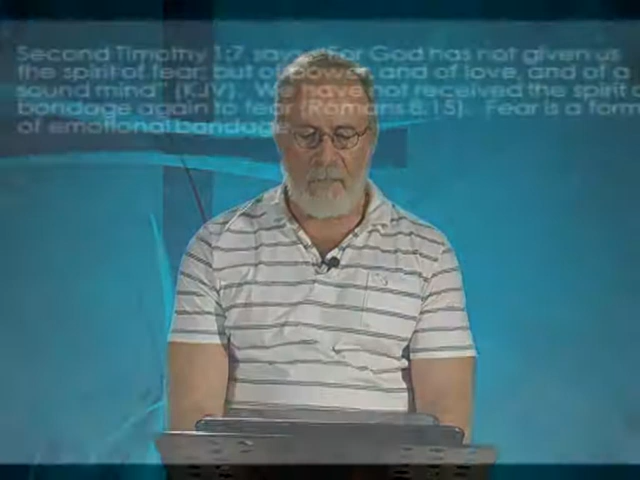 Second Timothy 1:7 says "For God has not given us
the spirit of fear; but of power, and of love, and of a
sound mind" (KJV). We have not received the spirit o
bondage again to fear (Romans 8:15). Fear is a form
of emotional bandage